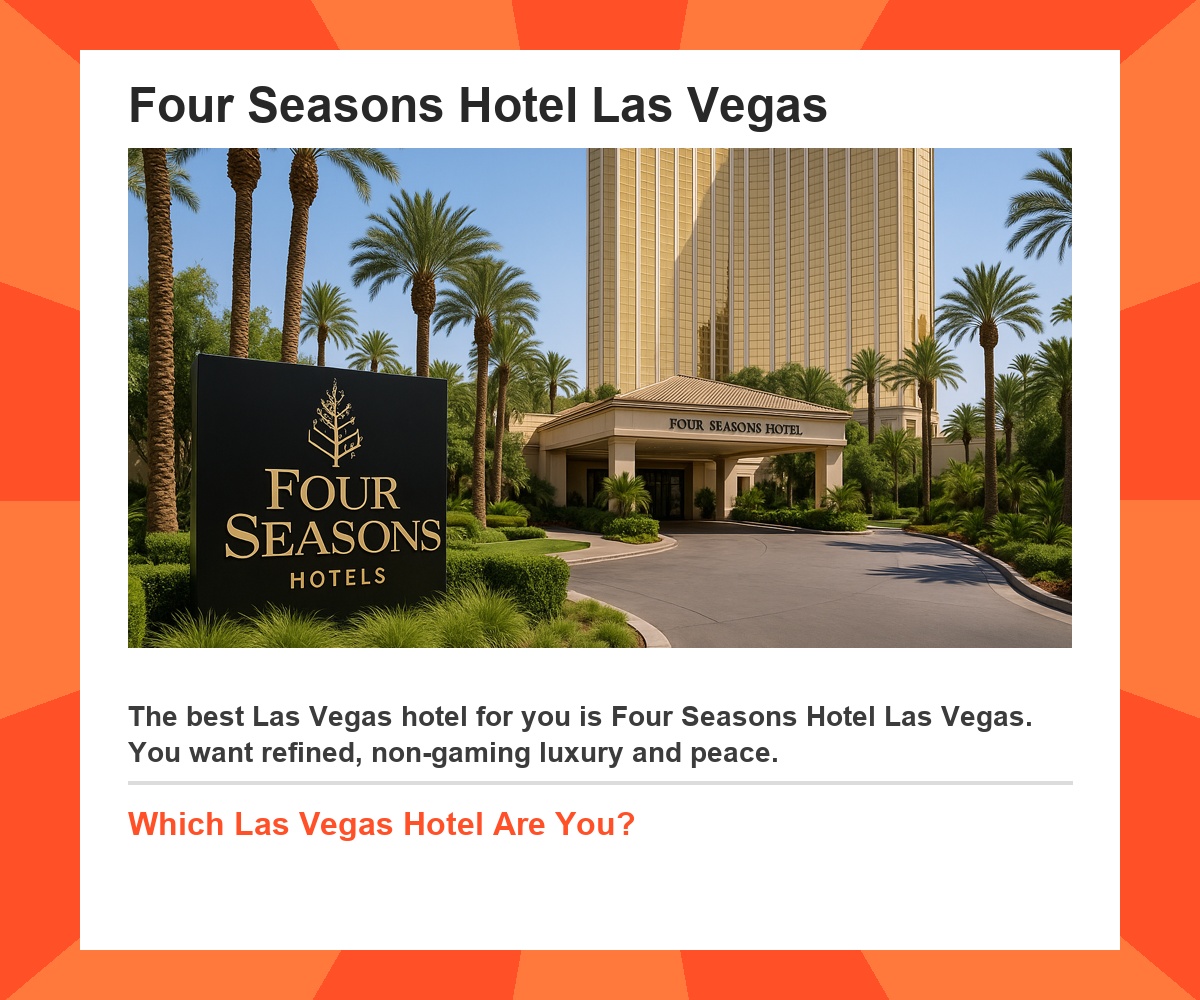 Four Seasons Hotel Las Vegas
FOUR SEASONS HOTEL
FOUR
SEASONS
HOTELS
The best Las Vegas hotel for you is Four Seasons Hotel Las Vegas.
You want refined, non-gaming luxury and peace.
Which Las Vegas Hotel Are You?